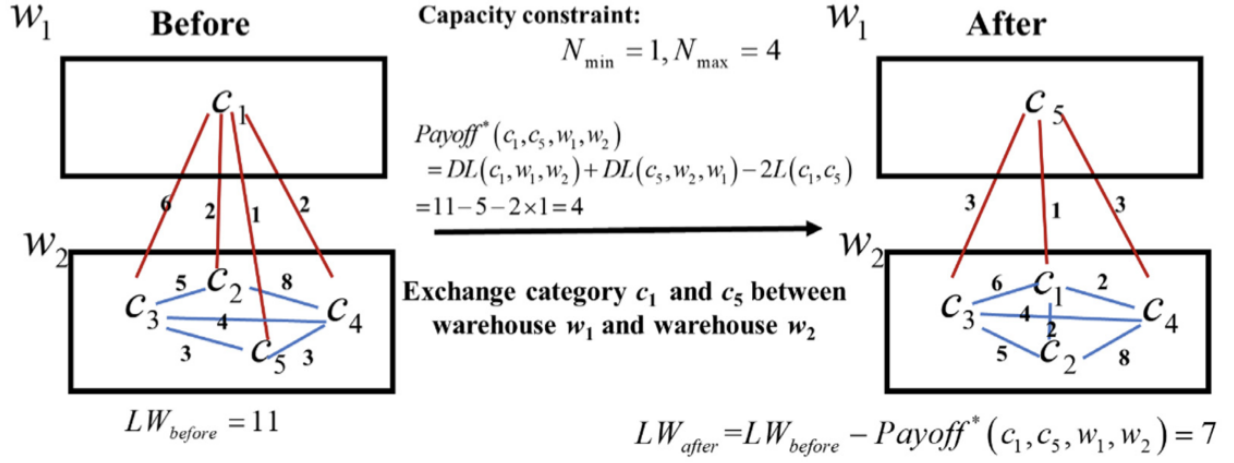 W₁ Before
C₁
6 2 1 2
W₂
5 C₂ 8
C₃ 4 C₄
3 C₅ 3
LW_before = 11
Capacity constraint:
N_min = 1, N_max = 4
Payoff*(c₁,c₅,w₁,w₂)
=DL(c₁,w₁,w₂)+DL(c₅,w₂,w₁)−2L(c₁,c₅)
=11−5−2×1=4
Exchange category c₁ and c₅ between
warehouse w₁ and warehouse w₂
W₁ After
C₅
3 1 3
W₂
6 C₁ 2
C₃ 4 C₄
2
5 C₂ 8
LW_after=LW_before − Payoff*(c₁,c₅,w₁,w₂) = 7